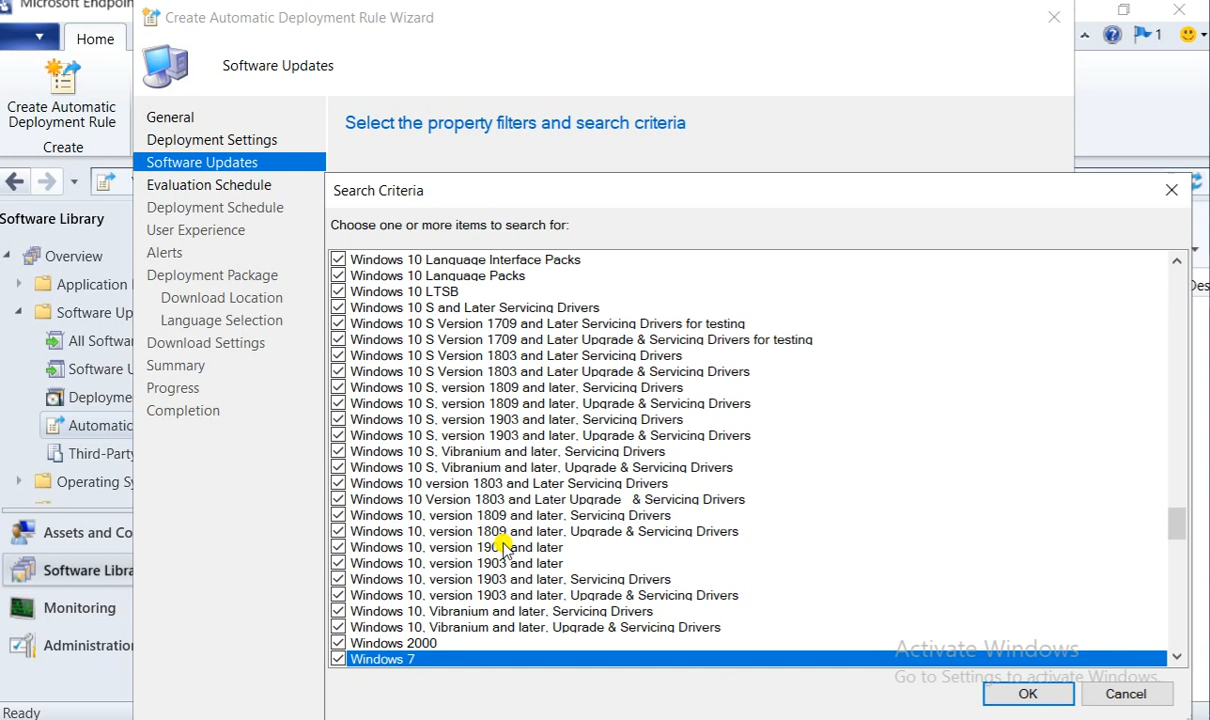 Microsoft Endpoin
Create Automatic Deployment Rule Wizard
Home
1
Software Updates
Create Automatic
Deployment Rule
Create
General
Deployment Settings
Software Updates
Evaluation Schedule
Deployment Schedule
User Experience
Alerts
Deployment Package
Download Location
Language Selection
Download Settings
Summary
Progress
Completion
Select the property filters and search criteria
Software Library
Overview
Application
Software Up
All Softwa
Software U
Deployme
Automatic
Third-Party
Operating Sy
Assets and Co
Software Libra
Monitoring
Administration
Ready
Des
Search Criteria
Choose one or more items to search for:
Windows 10 Language Interface Packs
Windows 10 Language Packs
Windows 10 LTSB
Windows 10 S and Later Servicing Drivers
Windows 10 S Version 1709 and Later Servicing Drivers for testing
Windows 10 S Version 1709 and Later Upgrade & Servicing Drivers for testing
Windows 10 S Version 1803 and Later Servicing Drivers
Windows 10 S Version 1803 and Later Upgrade & Servicing Drivers
Windows 10 S, version 1809 and later, Servicing Drivers
Windows 10 S, version 1809 and later, Upgrade & Servicing Drivers
Windows 10 S, version 1903 and later, Servicing Drivers
Windows 10 S, version 1903 and later, Upgrade & Servicing Drivers
Windows 10 S, Vibranium and later, Servicing Drivers
Windows 10 S, Vibranium and later, Upgrade & Servicing Drivers
Windows 10 version 1803 and Later Servicing Drivers
Windows 10 Version 1803 and Later Upgrade & Servicing Drivers
Windows 10, version 1809 and later, Servicing Drivers
Windows 10, version 1809 and later, Upgrade & Servicing Drivers
Windows 10, version and later
Windows 10, version 1903 and later
Windows 10, version 1903 and later, Servicing Drivers
Windows 10, version 1903 and later, Upgrade & Servicing Drivers
Windows 10, Vibranium and later, Servicing Drivers
Windows 10, Vibranium and later, Upgrade & Servicing Drivers
Windows 2000
Windows 7
Activate Windows
Go to Settings to activate Windows.
OK
Cancel